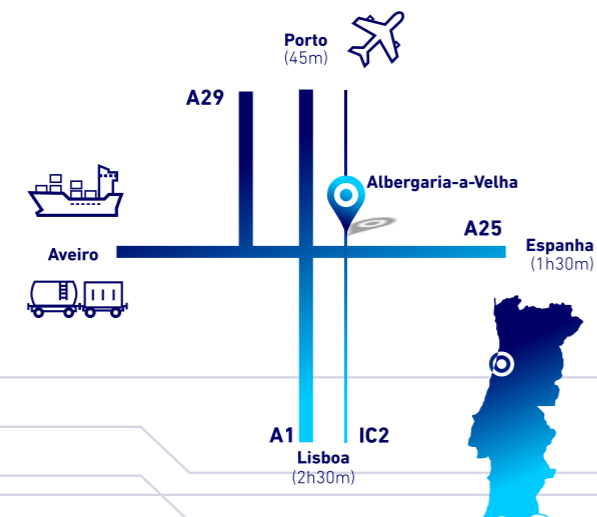 Porto
(45m)
A29
Albergaria-a-Velha
A25
Aveiro
Espanha
(1h30m)
A1
IC2
Lisboa
(2h30m)